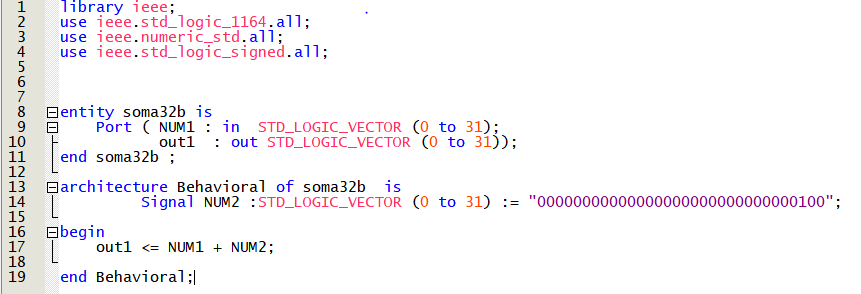 1 library ieee;
2 use ieee.std_logic_1164.all;
3 use ieee.numeric_std.all;
4 use ieee.std_logic_signed.all;
5
6
7
8 entity soma32b is
9 Port ( NUM1 : in  STD_LOGIC_VECTOR (0 to 31);
10 out1  : out STD_LOGIC_VECTOR (0 to 31));
11 end soma32b ;
12
13 architecture Behavioral of soma32b  is
14 Signal NUM2 :STD_LOGIC_VECTOR (0 to 31) := "00000000000000000000000000000100";
15
16 begin
17 out1 <= NUM1 + NUM2;
18
19 end Behavioral;